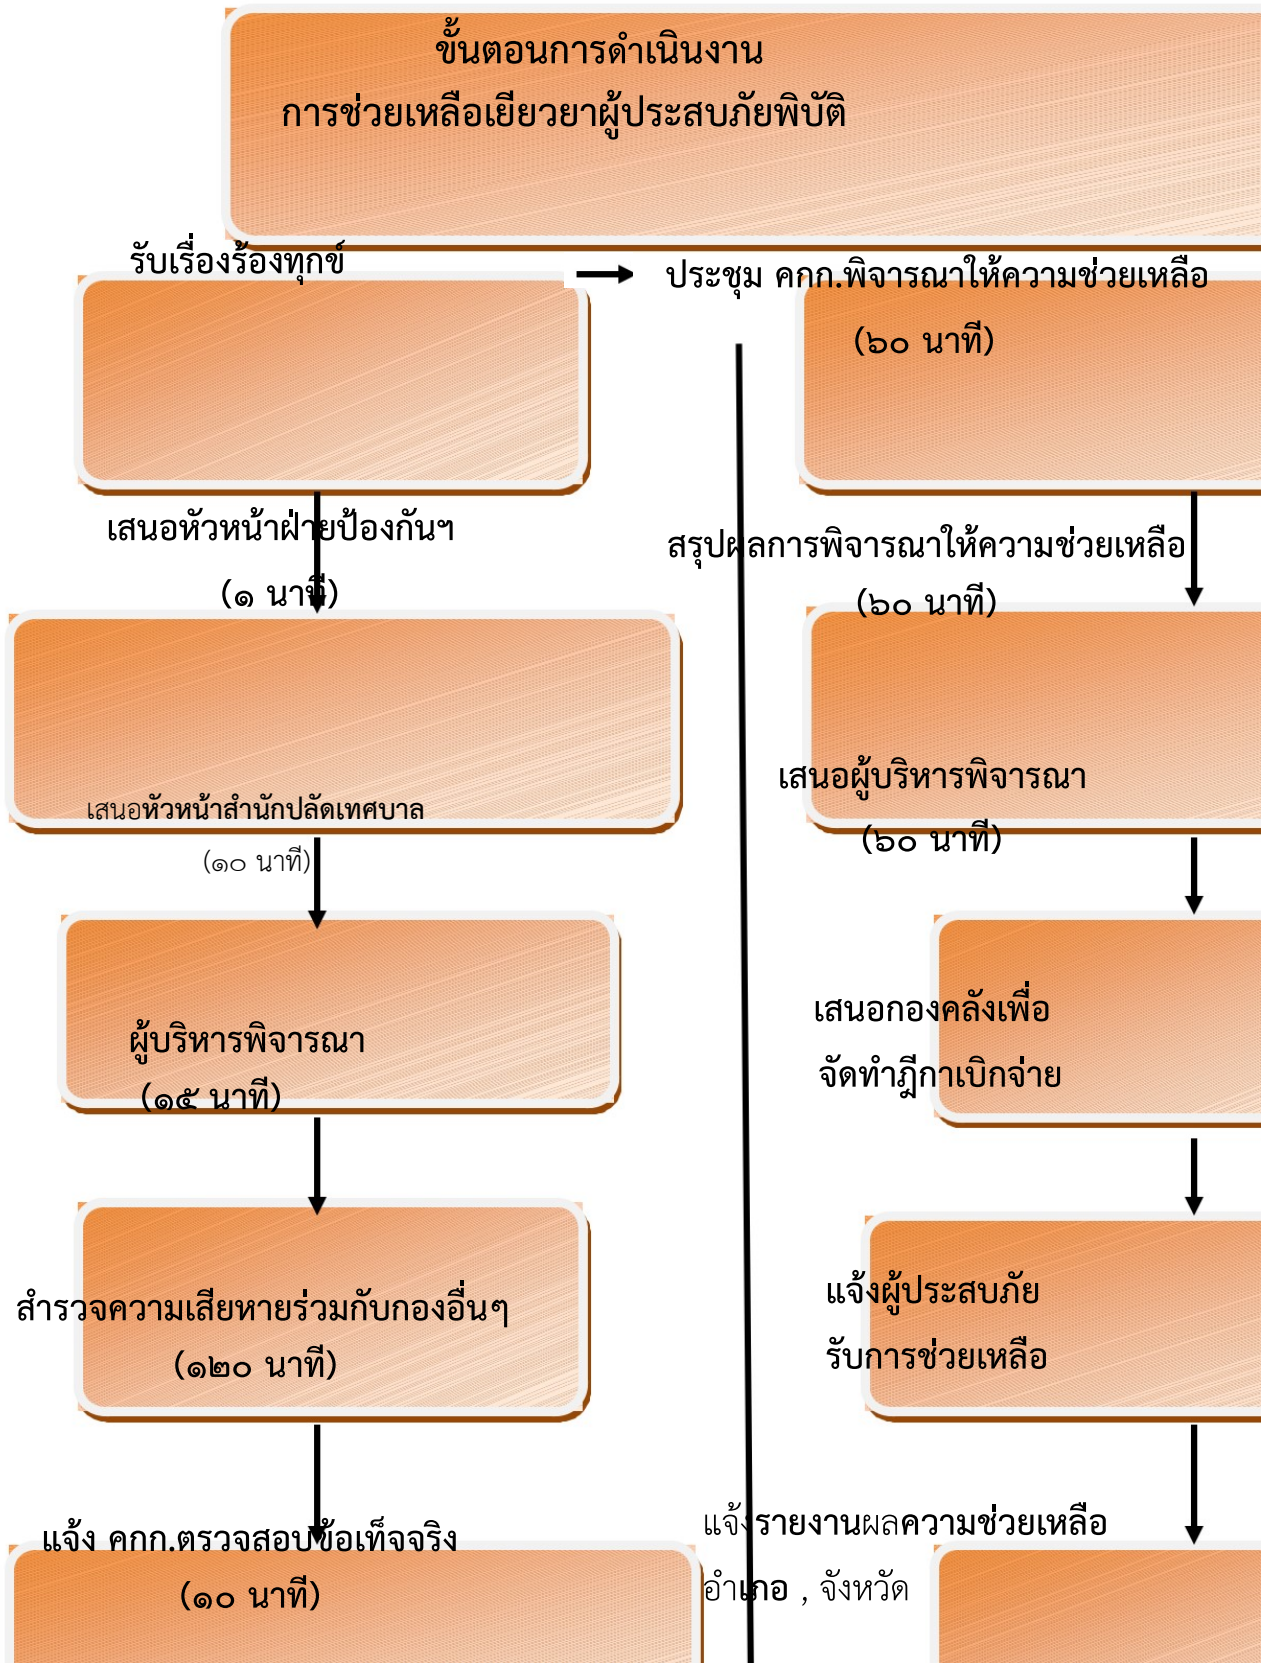 ขั้นตอนการดำเนินงาน
การช่วยเหลือเยียวยาผู้ประสบภัยพิบัติ
รับเรื่องร้องทุกข์
เสนอหัวหน้าฝ่ายป้องกันฯ
(๑ นาที)
เสนอหัวหน้าสำนักปลัดเทศบาล
(๑๐ นาที)
ผู้บริหารพิจารณา
(๑๕ นาที)
สำรวจความเสียหายร่วมกับกองอื่นๆ
(๑๒๐ นาที)
แจ้ง คกก.ตรวจสอบข้อเท็จจริง
(๑๐ นาที)
ประชุม คกก.พิจารณาให้ความช่วยเหลือ
(๖๐ นาที)
สรุปผลการพิจารณาให้ความช่วยเหลือ
(๖๐ นาที)
เสนอผู้บริหารพิจารณา
(๖๐ นาที)
เสนอกองคลังเพื่อ
จัดทำฎีกาเบิกจ่าย
แจ้งผู้ประสบภัย
รับการช่วยเหลือ
แจ้งรายงานผลความช่วยเหลือ
อำเภอ , จังหวัด